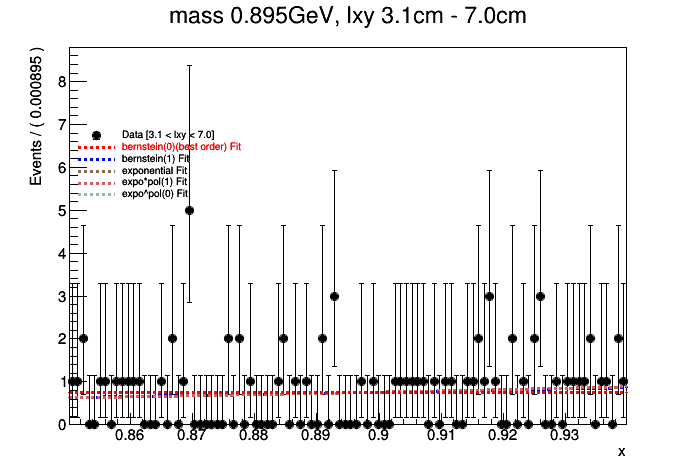 mass 0.895GeV, lxy 3.1cm - 7.0cm
Events / ( 0.000895 )
8
7
6
5
4
3
2
1
0
Data [3.1 < lxy < 7.0]
bernstein(0)(best order) Fit
bernstein(1) Fit
exponential Fit
expo*pol(1) Fit
expo^pol(0) Fit
0.86 0.87 0.88 0.89 0.9 0.91 0.92 0.93
x